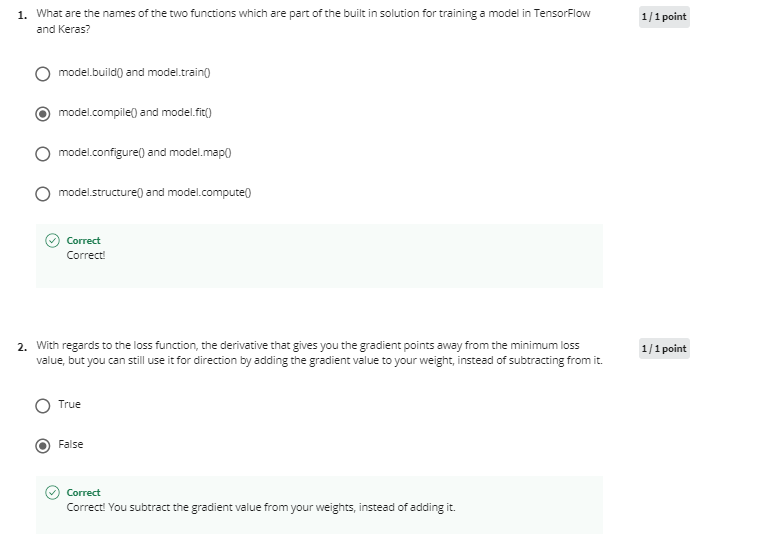 1. What are the names of the two functions which are part of the built in solution for training a model in TensorFlow
1 / 1 point
and Keras?
model.build() and model.train()
model.compile() and model.fit()
model.configure() and model.map()
model.structure() and model.compute()
Correct
Correct!
2. With regards to the loss function, the derivative that gives you the gradient points away from the minimum loss
1 / 1 point
value, but you can still use it for direction by adding the gradient value to your weight, instead of subtracting from it.
True
False
Correct
Correct! You subtract the gradient value from your weights, instead of adding it.